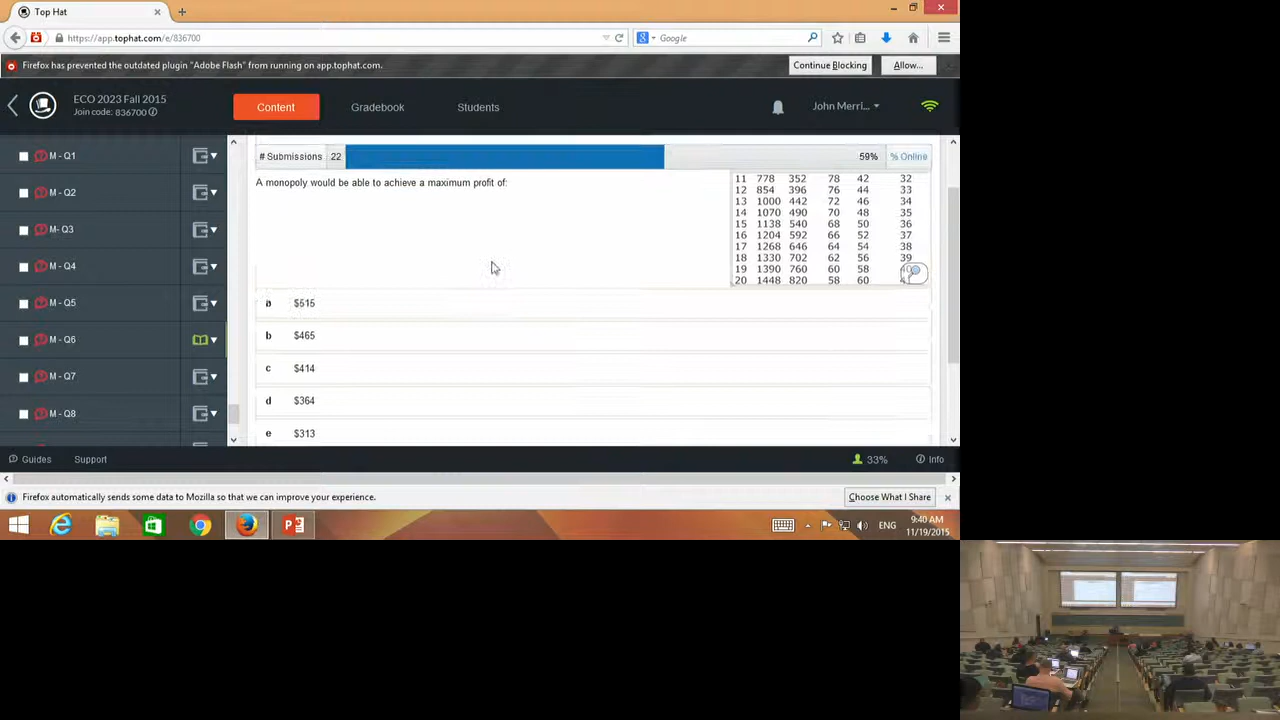 Top Hat
https://app.tophat.com/e/836700
Google
Firefox has prevented the outdated plugin "Adobe Flash" from running on app.tophat.com.
Continue Blocking
Allow...
ECO 2023 Fall 2015
Join code: 836700
Content
Gradebook
Students
John Merri...
M - Q1
M - Q2
M- Q3
M - Q4
M - Q5
M - Q6
M - Q7
M - Q8
# Submissions 22
59% % Online
A monopoly would be able to achieve a maximum profit of:
11 778 352 78 42 32
12 854 396 76 44 33
13 1000 442 72 46 34
14 1070 490 70 48 35
15 1138 540 68 50 36
16 1204 592 66 52 37
17 1268 646 64 54 38
18 1330 702 62 56 39
19 1390 760 60 58
20 1448 820 58 60
$515
b $465
c $414
d $364
e $313
Guides
Support
33%
Info
Firefox automatically sends some data to Mozilla so that we can improve your experience.
Choose What I Share
ENG
9:40 AM
11/19/2015